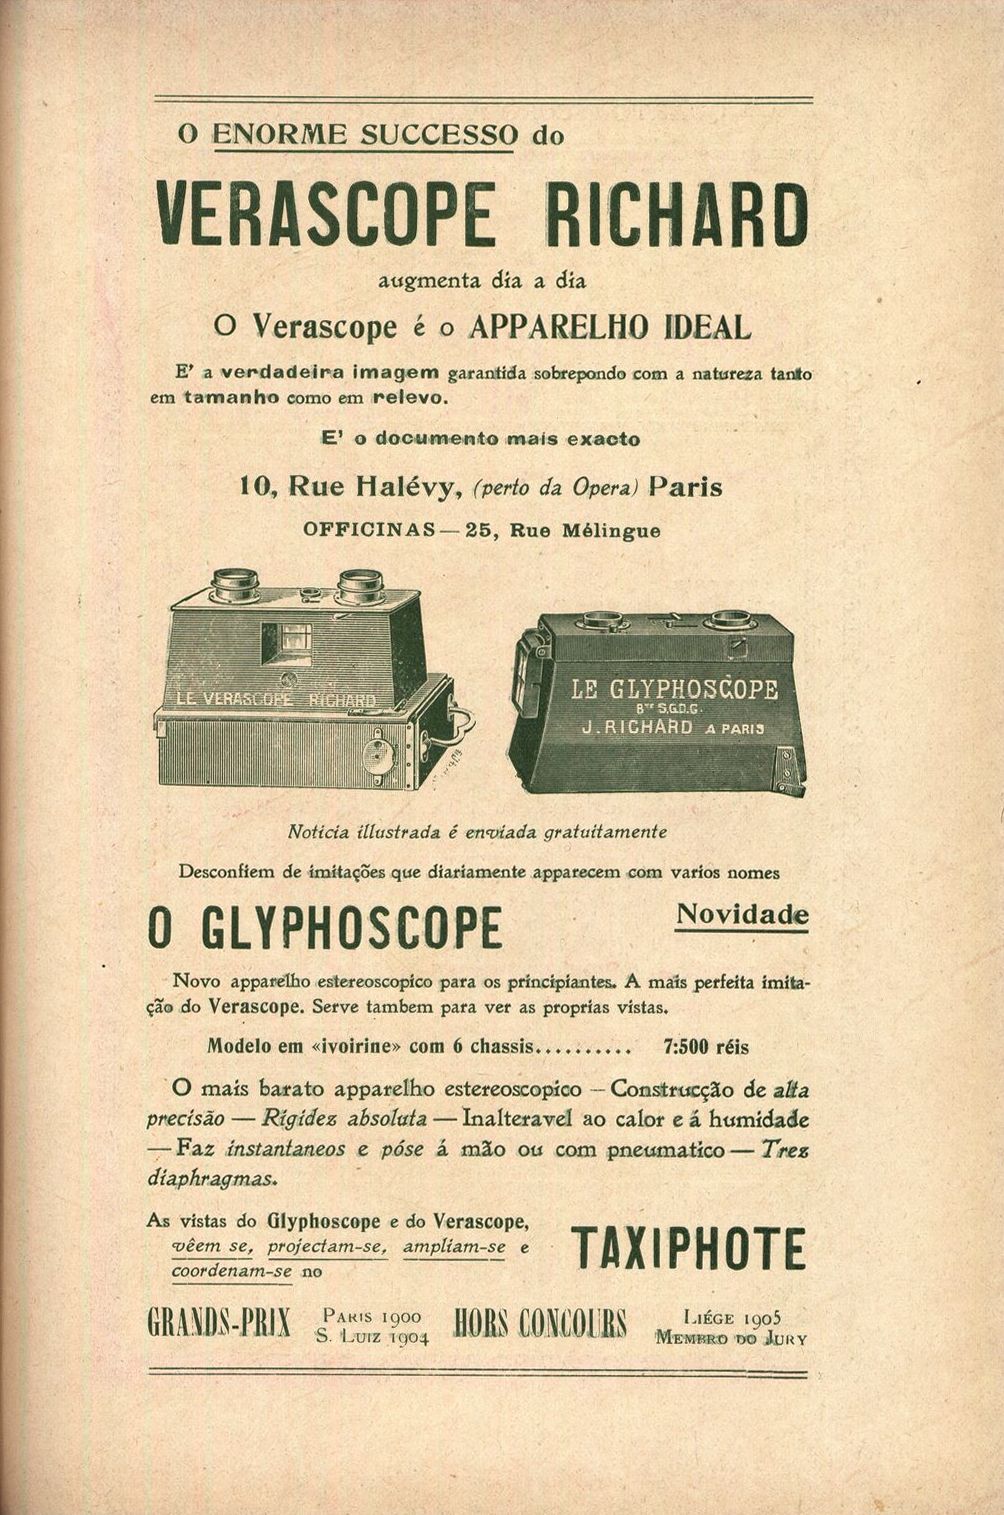 O ENORME SUCCESSO do
VERASCOPE RICHARD
augmenta dia a dia
O Verascope é o APPARELHO IDEAL
E' a verdadeira imagem garantida sobrepondo com a natureza tanto
em tamanho como em relevo.
E' o documento mais exacto
10, Rue Halévy, (perto da Opera) Paris
OFFICINAS — 25, Rue Mélingue
LE VERASCOPE RICHARD
LE GLYPHOSCOPE
Bté S.G.D.G.
J. RICHARD A PARIS
Noticia illustrada é enviada gratuitamente
Desconfiem de imitações que diariamente apparecem com varios nomes
O GLYPHOSCOPE Novidade
Novo apparelho estereoscopico para os principiantes. A mais perfeita imita-
ção do Verascope. Serve tambem para ver as proprias vistas.
Modelo em «ivoirine» com 6 chassis.......... 7:500 réis
O mais barato apparelho estereoscopico — Construcção de alta
precisão — Rigidez absoluta — Inalteravel ao calor e á humidade
— Faz instantaneos e póse á mão ou com pneumatico — Trez
diaphragmas.
As vistas do Glyphoscope e do Verascope,
vêem se, projectam-se, ampliam-se e
coordenam-se no
TAXIPHOTE
GRANDS-PRIX PARIS 1900 HORS CONCOURS LIÉGE 1905
S. LUIZ 1904 MEMBRO DO JURY